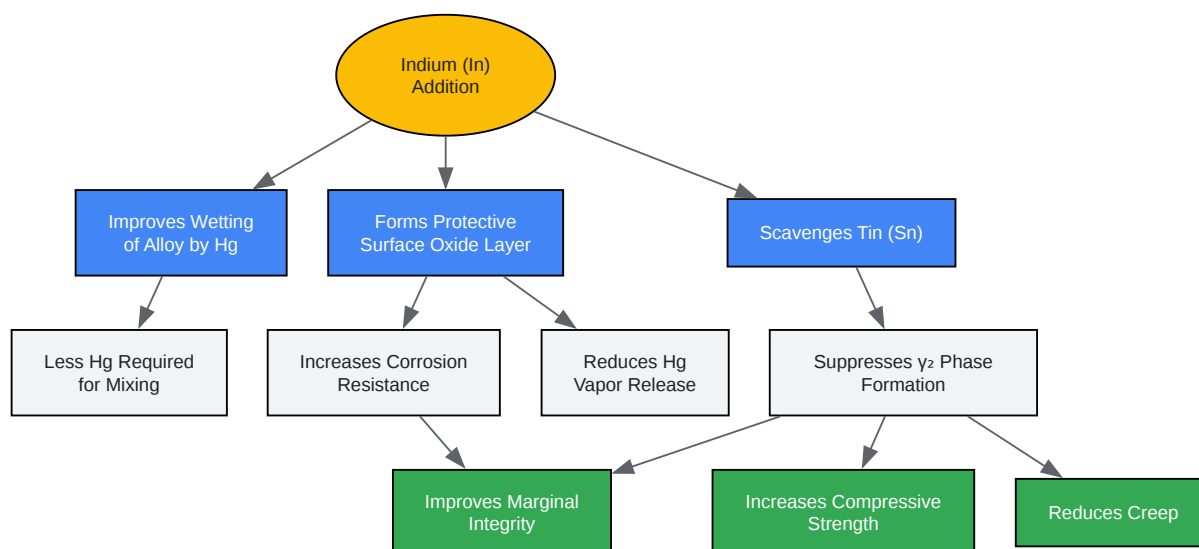 Indium (In)
Addition
Improves Wetting
of Alloy by Hg
Forms Protective
Surface Oxide Layer
Scavenges Tin (Sn)
Less Hg Required
for Mixing
Increases Corrosion
Resistance
Reduces Hg
Vapor Release
Suppresses γ₂ Phase
Formation
Improves Marginal
Integrity
Increases Compressive
Strength
Reduces Creep